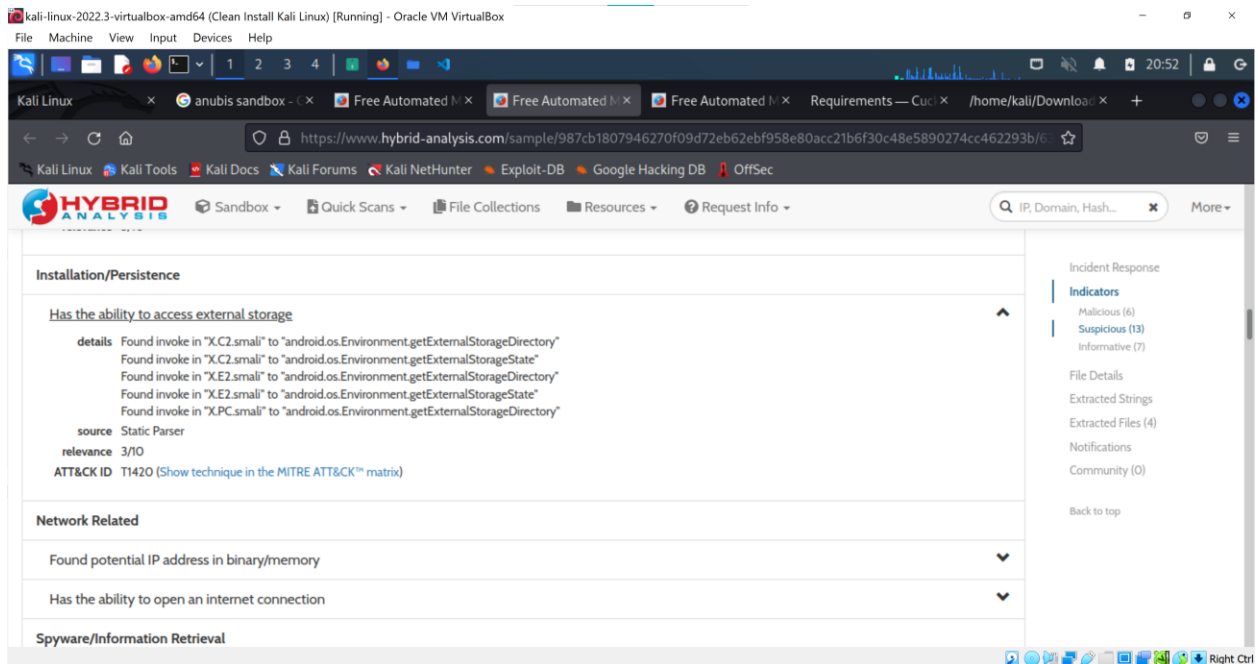 kali-linux-2022.3-virtualbox-amd64 (Clean Install Kali Linux) [Running] - Oracle VM VirtualBox
File Machine View Input Devices Help
1 2 3 4 20:52
Kali Linux anubis sandbox - Free Automated M Free Automated M Free Automated M Requirements — Cuck /home/kali/Download
https://www.hybrid-analysis.com/sample/987cb1807946270f09d72eb62ebf958e80acc21b6f30c48e5890274cc462293b/6
Kali Linux Kali Tools Kali Docs Kali Forums Kali NetHunter Exploit-DB Google Hacking DB OffSec
HYBRID ANALYSIS Sandbox Quick Scans File Collections Resources Request Info IP, Domain, Hash... More
Installation/Persistence
Has the ability to access external storage
details Found invoke in "X.C2.smali" to "android.os.Environment.getExternalStorageDirectory"
Found invoke in "X.C2.smali" to "android.os.Environment.getExternalStorageState"
Found invoke in "X.E2.smali" to "android.os.Environment.getExternalStorageDirectory"
Found invoke in "X.E2.smali" to "android.os.Environment.getExternalStorageState"
Found invoke in "X.PC.smali" to "android.os.Environment.getExternalStorageDirectory"
source Static Parser
relevance 3/10
ATT&CK ID T1420 (Show technique in the MITRE ATT&CK™ matrix)
Network Related
Found potential IP address in binary/memory
Has the ability to open an internet connection
Spyware/Information Retrieval
Incident Response
Indicators
Malicious (6)
Suspicious (13)
Informative (7)
File Details
Extracted Strings
Extracted Files (4)
Notifications
Community (0)
Back to top
Right Ctrl